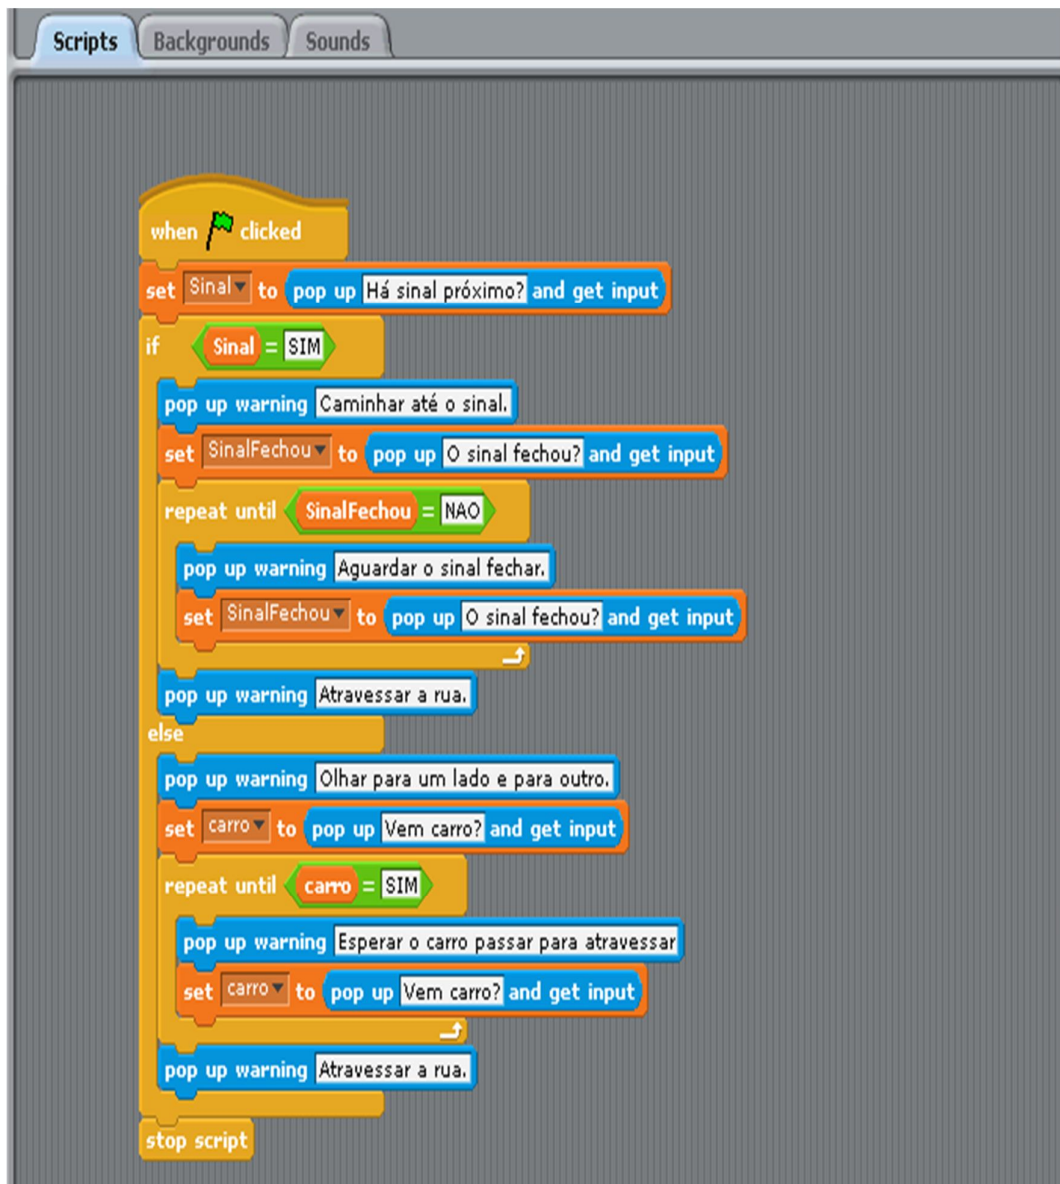 Scripts Backgrounds Sounds
when clicked
set Sinal to pop up Há sinal próximo? and get input
if Sinal = SIM
pop up warning Caminhar até o sinal.
set SinalFechou to pop up O sinal fechou? and get input
repeat until SinalFechou = NAO
pop up warning Aguardar o sinal fechar.
set SinalFechou to pop up O sinal fechou? and get input
pop up warning Atravessar a rua.
else
pop up warning Olhar para um lado e para outro.
set carro to pop up Vem carro? and get input
repeat until carro = SIM
pop up warning Esperar o carro passar para atravessar
set carro to pop up Vem carro? and get input
pop up warning Atravessar a rua.
stop script